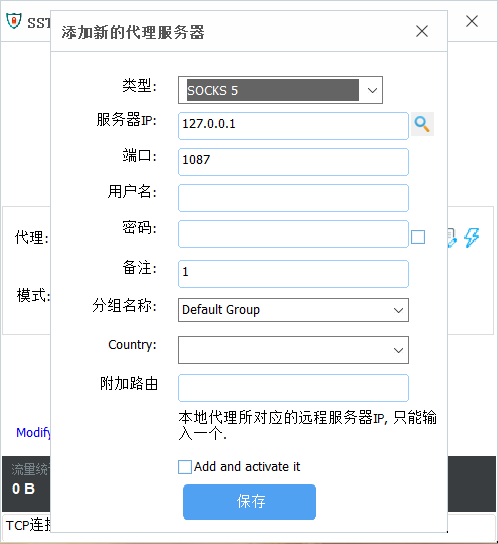 SST
添加新的代理服务器
类型:
SOCKS 5
服务器IP:
127.0.0.1
端口:
1087
用户名:
密码:
代理:
备注:
1
模式:
分组名称:
Default Group
Country:
附加路由
本地代理所对应的远程服务器IP, 只能输
入一个.
Modify
Add and activate it
流量统
0 B
保存
TCP连接